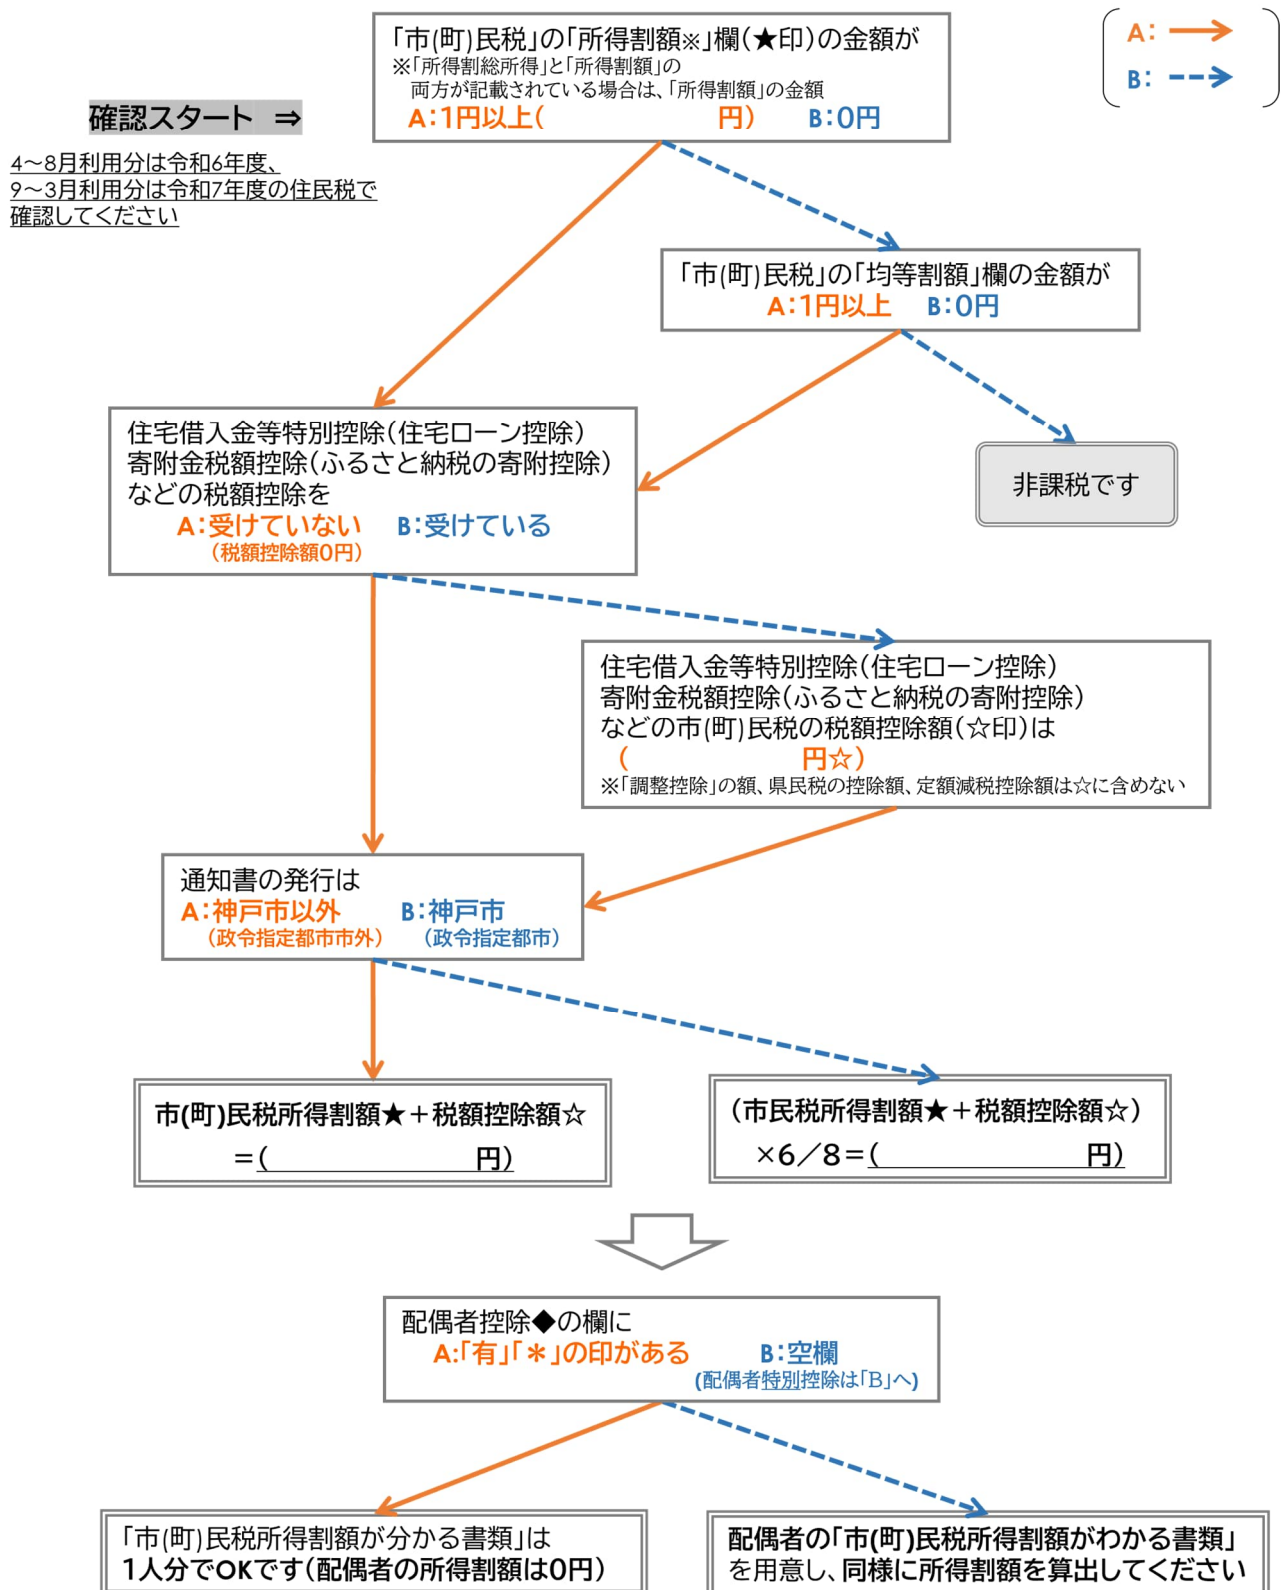 「市(町)民税」の「所得割額※」欄(★印)の金額が
※「所得割総所得」と「所得割額」の
両方が記載されている場合は、「所得割額」の金額
A:1円以上(　　　　　円)　B:0円
A:
B:
確認スタート ⇒
4～8月利用分は令和6年度、
9～3月利用分は令和7年度の住民税で
確認してください
「市(町)民税」の「均等割額」欄の金額が
A:1円以上　B:0円
住宅借入金等特別控除(住宅ローン控除)
寄附金税額控除(ふるさと納税の寄附控除)
などの税額控除を
A:受けていない　B:受けている
(税額控除額0円)
非課税です
住宅借入金等特別控除(住宅ローン控除)
寄附金税額控除(ふるさと納税の寄附控除)
などの市(町)民税の税額控除額(☆印)は
(　　　　　円☆)
※「調整控除」の額、県民税の控除額、定額減税控除額は☆に含めない
通知書の発行は
A:神戸市以外　B:神戸市
(政令指定都市市外)　(政令指定都市)
市(町)民税所得割額★+税額控除額☆
=(　　　　　円)
(市民税所得割額★+税額控除額☆)
×6/8=(　　　　　円)
配偶者控除◆の欄に
A:「有」「＊」の印がある　B:空欄
(配偶者特別控除は「B」へ)
「市(町)民税所得割額が分かる書類」は
1人分でOKです(配偶者の所得割額は0円)
配偶者の「市(町)民税所得割額がわかる書類」
を用意し、同様に所得割額を算出してください